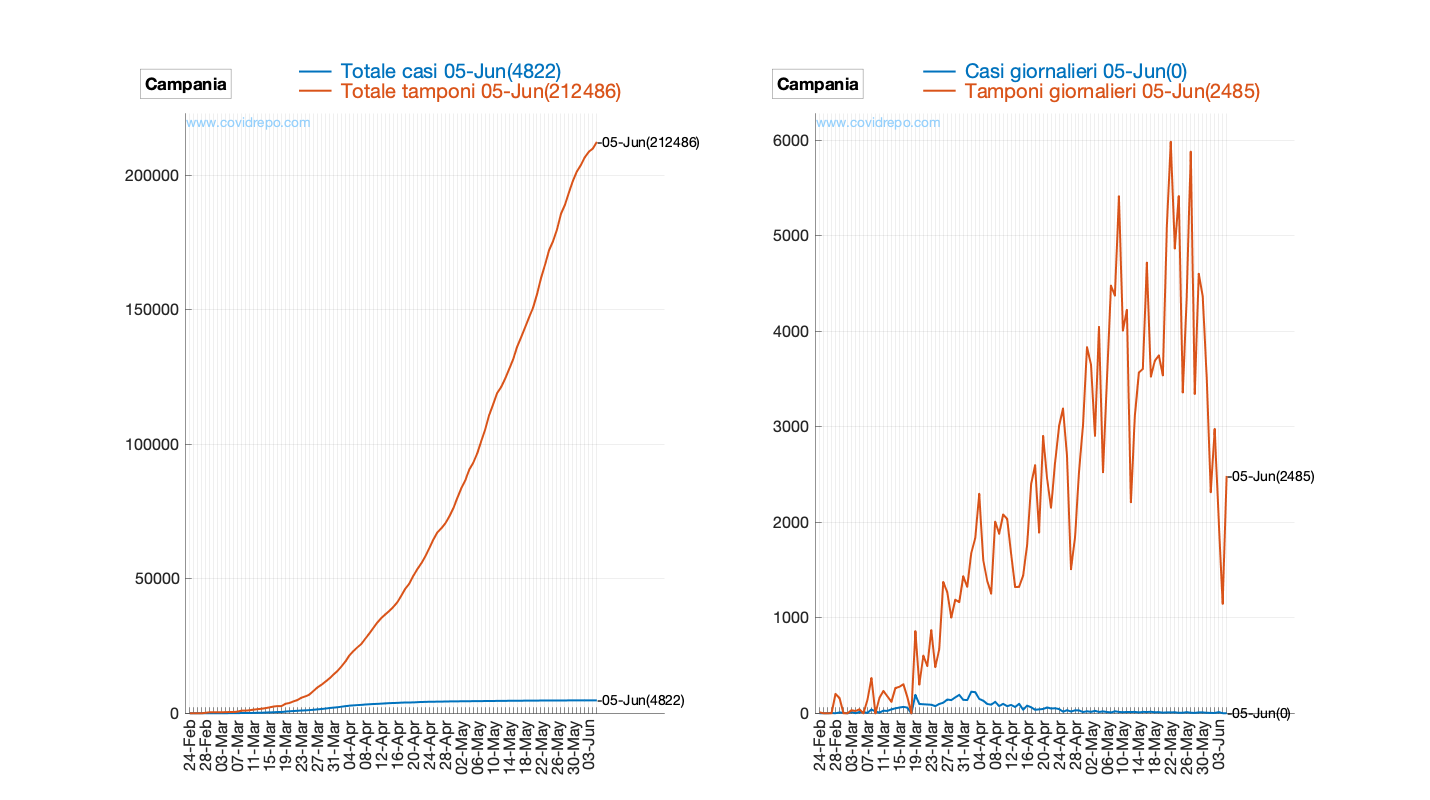 Campania
Totale casi 05-Jun(4822)
Totale tamponi 05-Jun(212486)
www.covidrepo.com
-05-Jun(212486)
200000
150000
100000
50000
0
-05-Jun(4822)
24-Feb
28-Feb
03-Mar
07-Mar
11-Mar
15-Mar
19-Mar
23-Mar
27-Mar
31-Mar
04-Apr
08-Apr
12-Apr
16-Apr
20-Apr
24-Apr
28-Apr
02-May
06-May
10-May
14-May
18-May
22-May
26-May
30-May
03-Jun
Campania
Casi giornalieri 05-Jun(0)
Tamponi giornalieri 05-Jun(2485)
www.covidrepo.com
6000
5000
4000
3000
2000
1000
0
-05-Jun(2485)
-05-Jun(0)
24-Feb
28-Feb
03-Mar
07-Mar
11-Mar
15-Mar
19-Mar
23-Mar
27-Mar
31-Mar
04-Apr
08-Apr
12-Apr
16-Apr
20-Apr
24-Apr
28-Apr
02-May
06-May
10-May
14-May
18-May
22-May
26-May
30-May
03-Jun